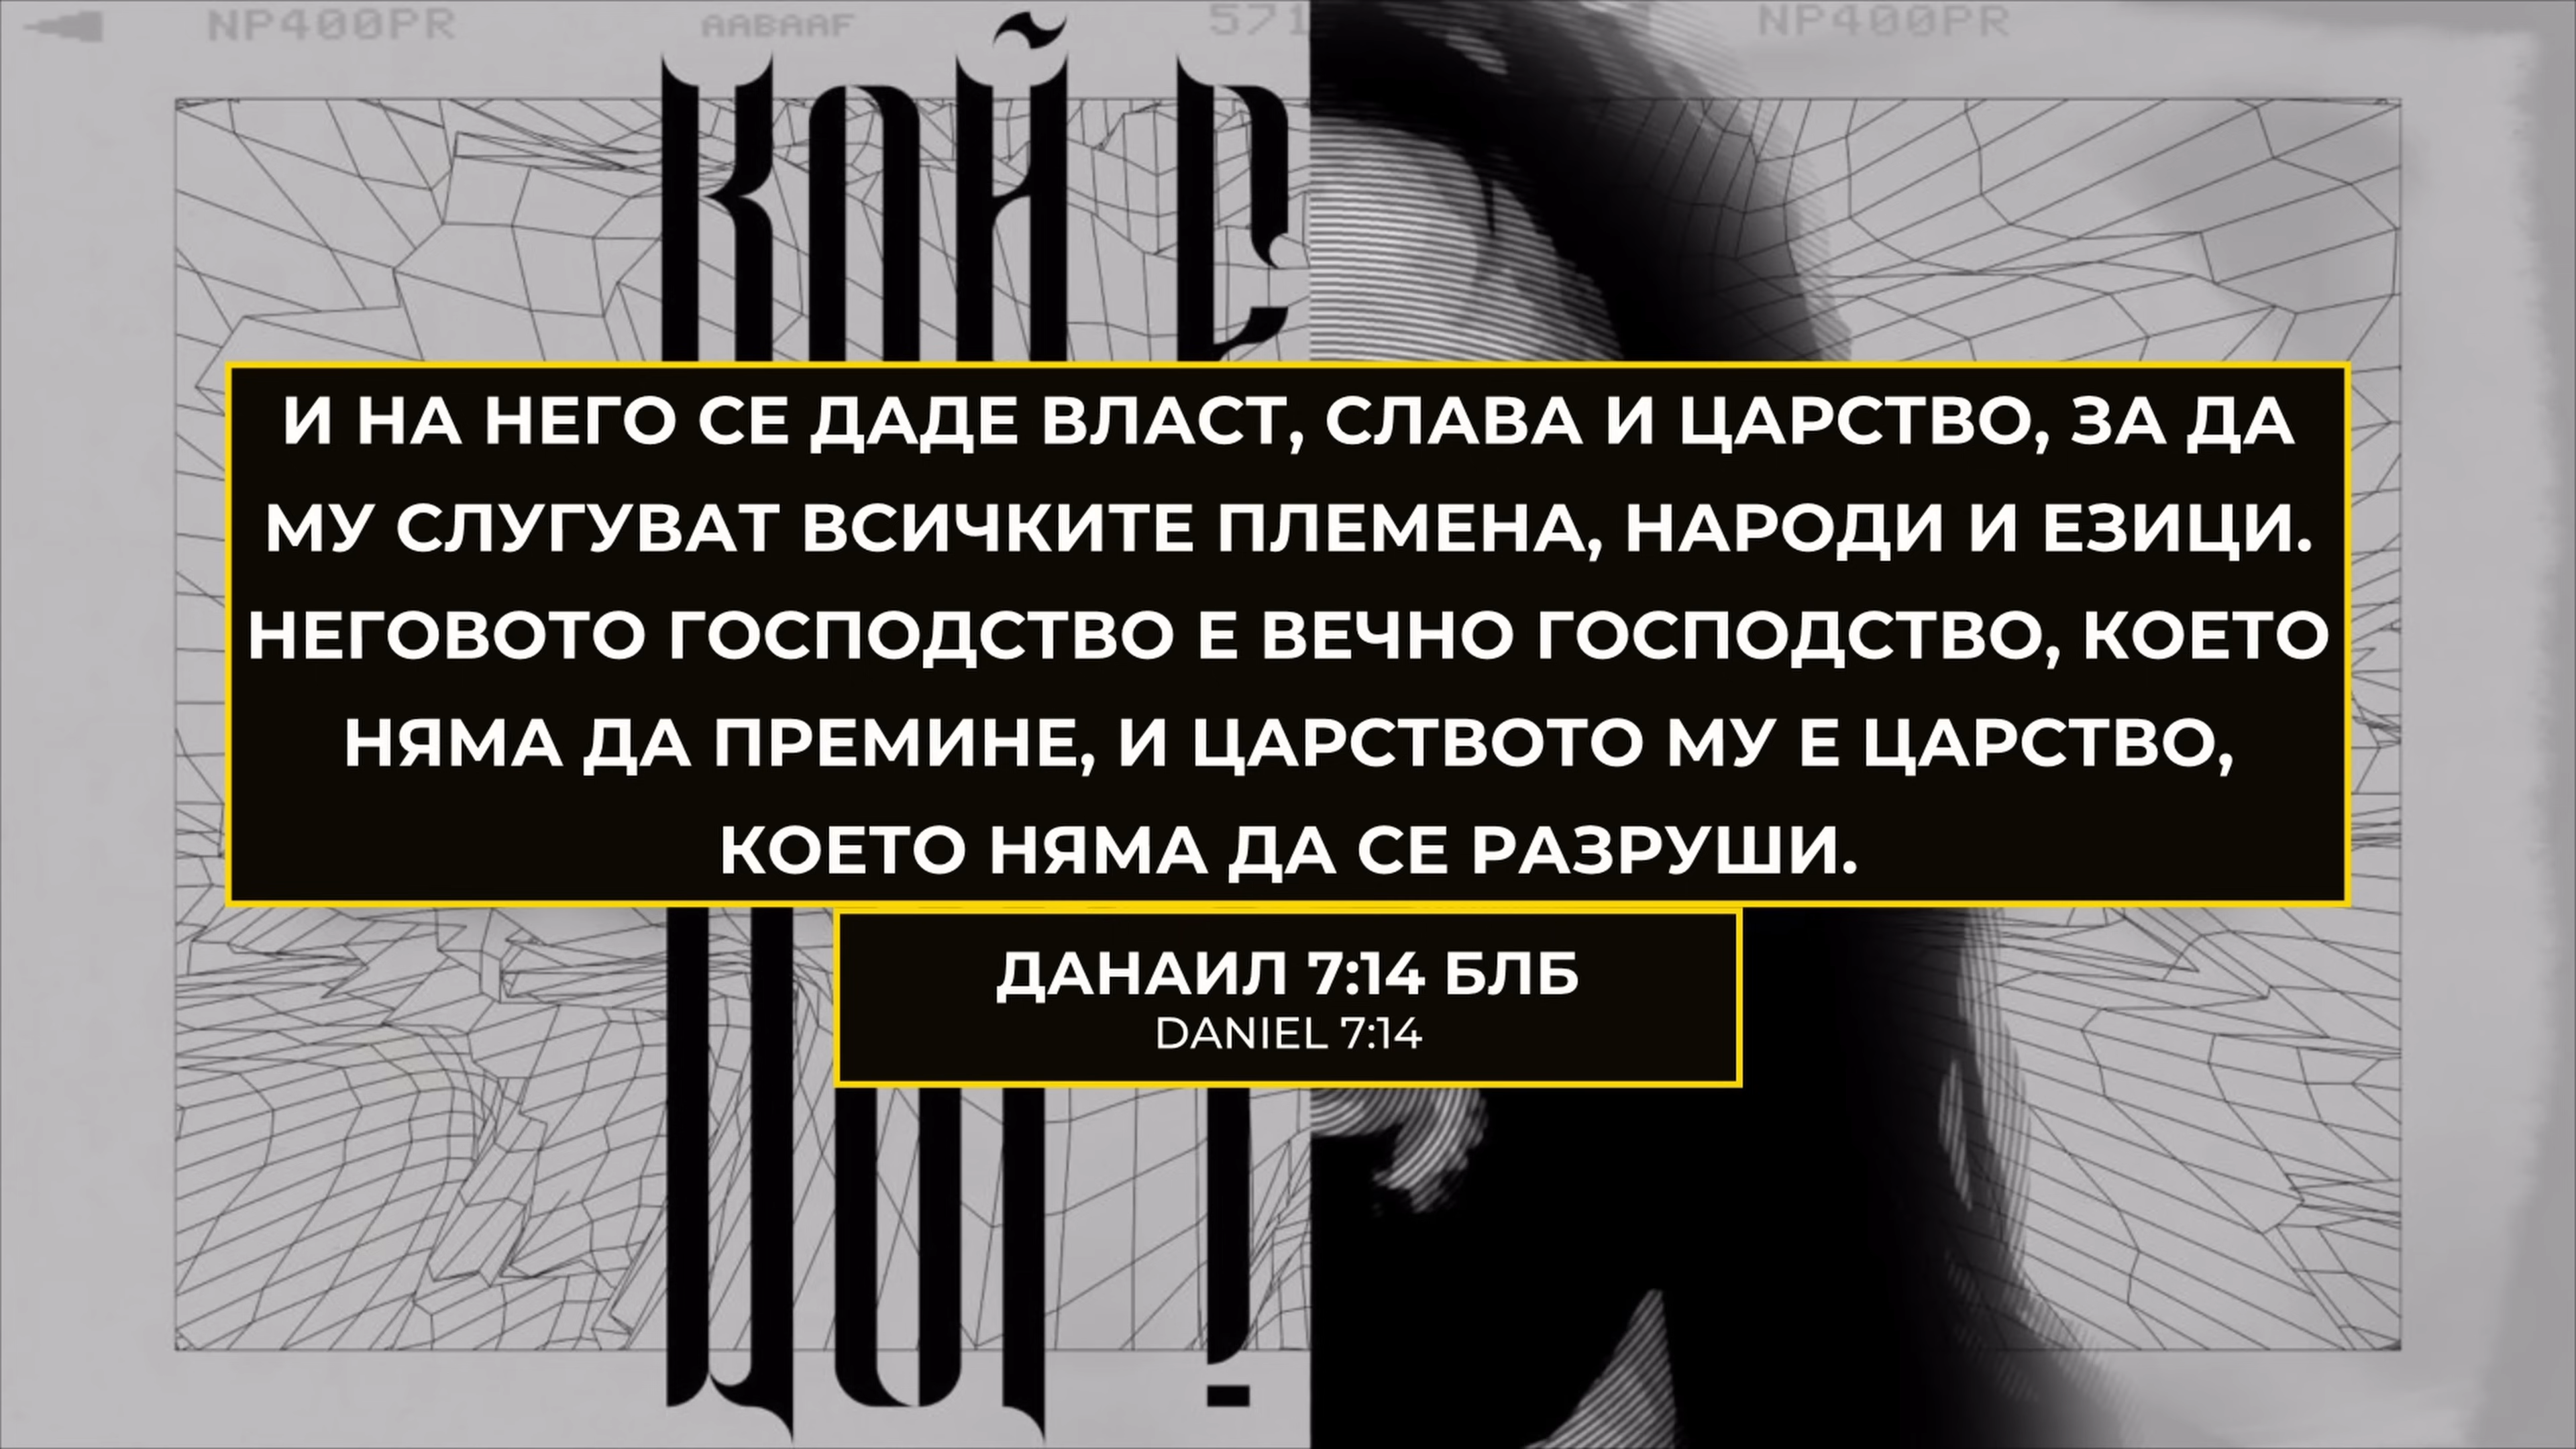 NP400PR AABAAF 571 NP400PR
КОЙ Е
И НА НЕГО СЕ ДАДЕ ВЛАСТ, СЛАВА И ЦАРСТВО, ЗА ДА
МУ СЛУГУВАТ ВСИЧКИТЕ ПЛЕМЕНА, НАРОДИ И ЕЗИЦИ.
НЕГОВОТО ГОСПОДСТВО Е ВЕЧНО ГОСПОДСТВО, КОЕТО
НЯМА ДА ПРЕМИНЕ, И ЦАРСТВОТО МУ Е ЦАРСТВО,
КОЕТО НЯМА ДА СЕ РАЗРУШИ.
ДАНАИЛ 7:14 БЛБ
DANIEL 7:14